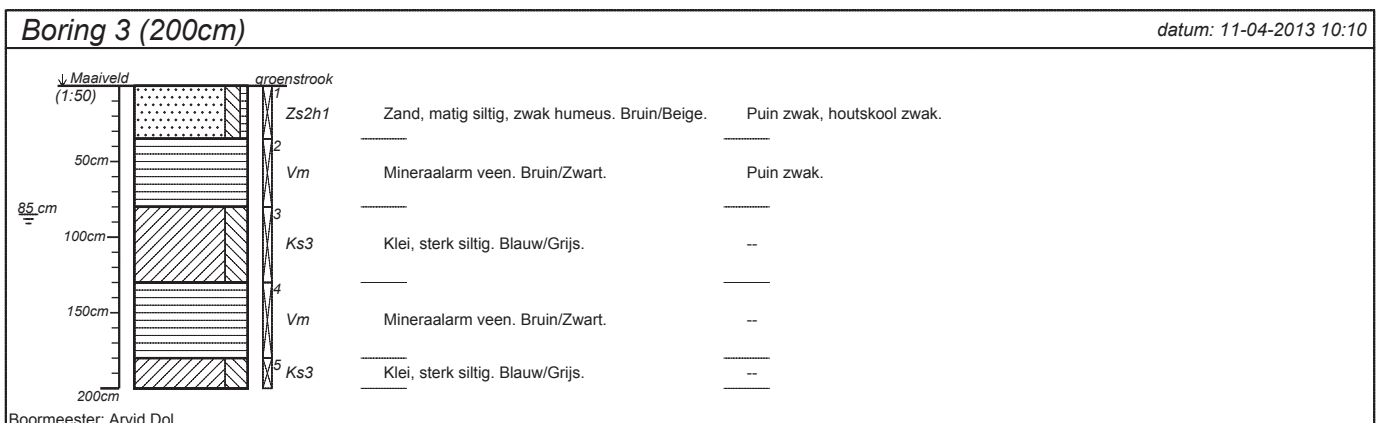 Boring 3 (200cm) datum: 11-04-2013 10:10
Maaiveld groenstrook
(1:50) 1
Zs2h1 Zand, matig siltig, zwak humeus. Bruin/Beige. Puin zwak, houtskool zwak.
2
50cm
Vm Mineraalarm veen. Bruin/Zwart. Puin zwak.
85 cm
3
100cm
Ks3 Klei, sterk siltig. Blauw/Grijs. --
4
150cm
Vm Mineraalarm veen. Bruin/Zwart. --
5
Ks3 Klei, sterk siltig. Blauw/Grijs. --
200cm
Boormeester: Arvid Dol